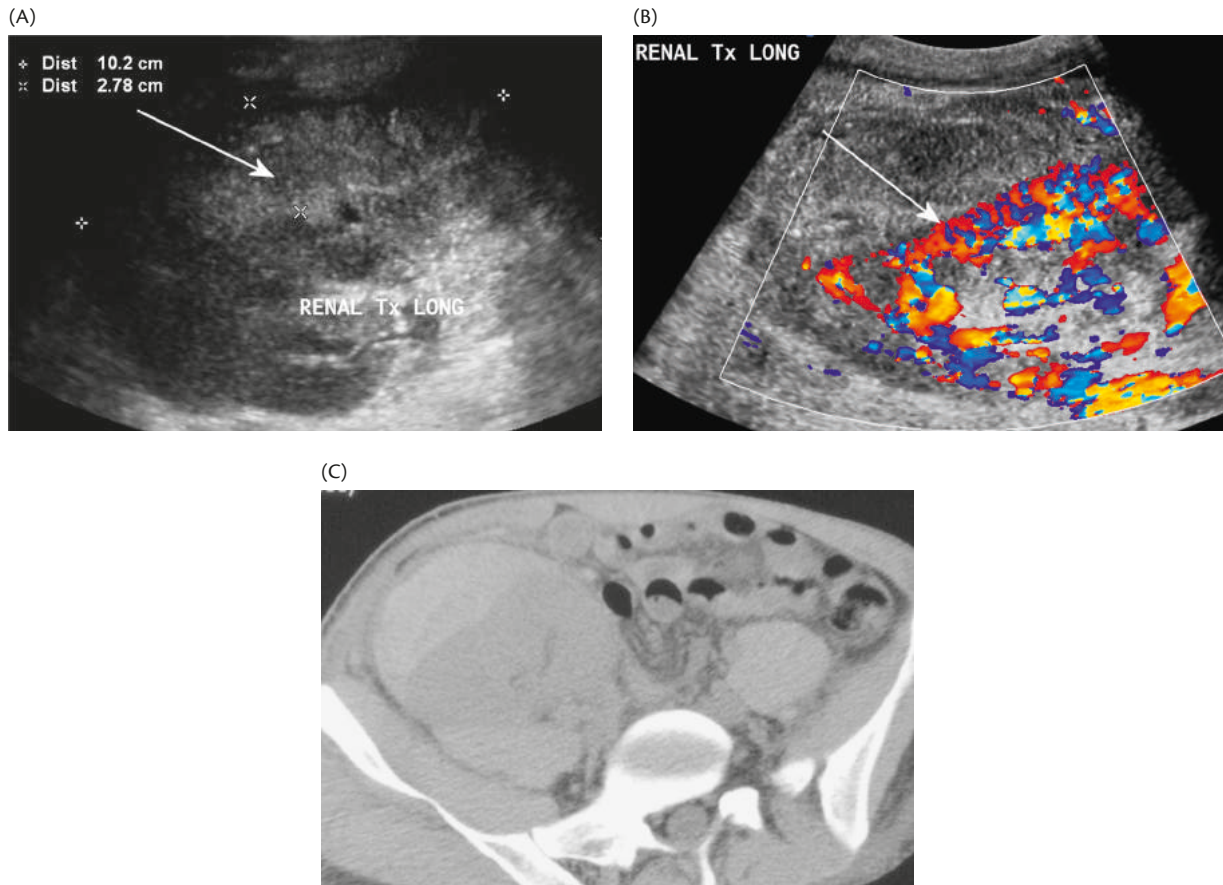 (A)
(B)
Dist 10.2 cm
Dist 2.78 cm
RENAL Tx LONG
RENAL Tx LONG
(C)